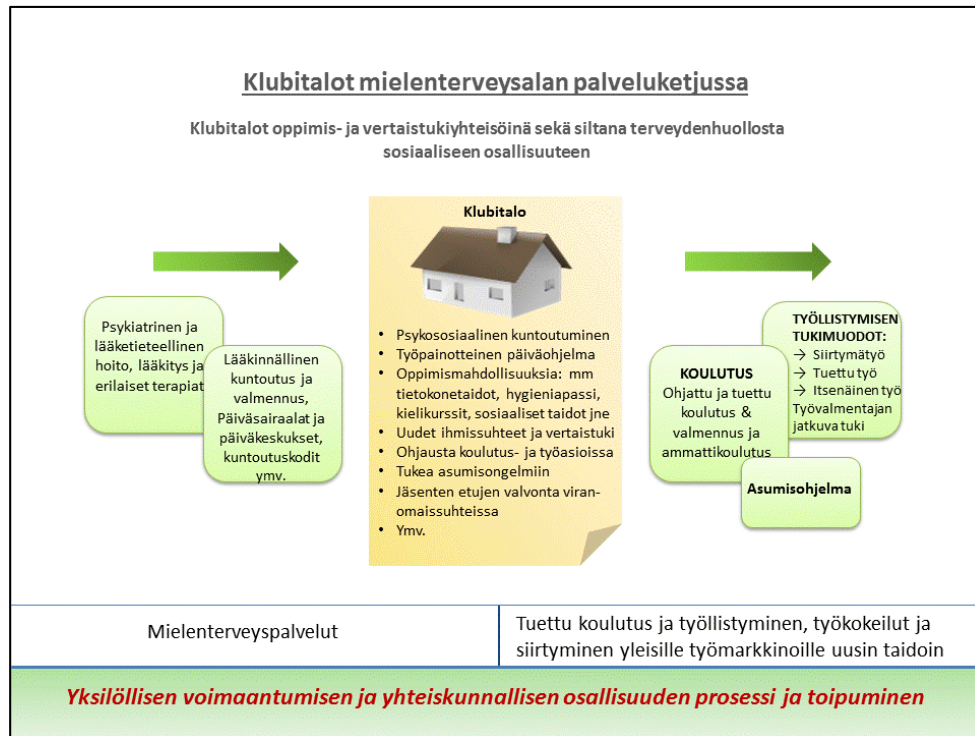 Klubitalot mielenterveysalan palveluketjussa
Klubitalot oppimis- ja vertaistukiyhteisöinä sekä siltana terveydenhuollosta
sosiaaliseen osallisuuteen
Psykiatrinen ja
lääketieteellinen
hoito, lääkitys ja
erilaiset terapiat
Lääkinnällinen
kuntoutus ja
valmennus,
Päiväsairaalat ja
päiväkeskukset,
kuntoutuskodit
ymv.
Klubitalo
• Psykososiaalinen kuntoutuminen
• Työpainotteinen päiväohjelma
• Oppimismahdollisuuksia: mm
tietokonetaidot, hygieniapassi,
kielikurssit, sosiaaliset taidot jne
• Uudet ihmissuhteet ja vertaistuki
• Ohjausta koulutus- ja työasioissa
• Tukea asumisongelmiin
• Jäsenten etujen valvonta viran-
omaissuhteissa
• Ymv.
KOULUTUS
Ohjattu ja tuettu
koulutus &
valmennus ja
ammattikoulutus
TYÖLLISTYMISEN
TUKIMUODOT:
→ Siirtymätyö
→ Tuettu työ
→ Itsenäinen työ
Työvalmentajan
jatkuva tuki
Asumisohjelma
Mielenterveyspalvelut
Tuettu koulutus ja työllistyminen, työkokeilut ja
siirtyminen yleisille työmarkkinoille uusin taidoin
Yksilöllisen voimaantumisen ja yhteiskunnallisen osallisuuden prosessi ja toipuminen